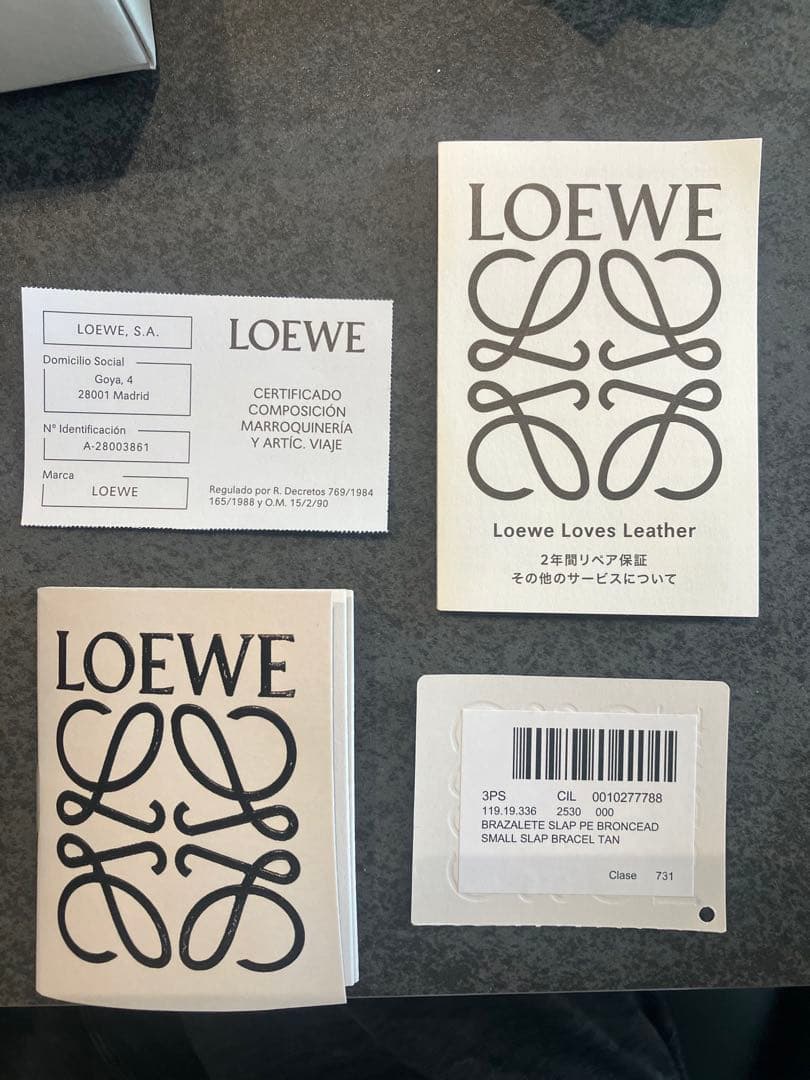 LOEWE, S.A.
Domicilio Social
Goya, 4
28001 Madrid
Nº Identificación
A-28003861
Marca
LOEWE
LOEWE
CERTIFICADO
COMPOSICIÓN
MARROQUINERÍA
Y ARTÍC. VIAJE
Regulado por R. Decretos 769/1984
165/1988 y O.M. 15/2/90
LOEWE
Loewe Loves Leather
2年間リペア保証
その他のサービスについて
LOEWE
3PS CIL 0010277788
119.19.336 2530 000
BRAZALETE SLAP PE BRONCEAD
SMALL SLAP BRACEL TAN
Clase 731